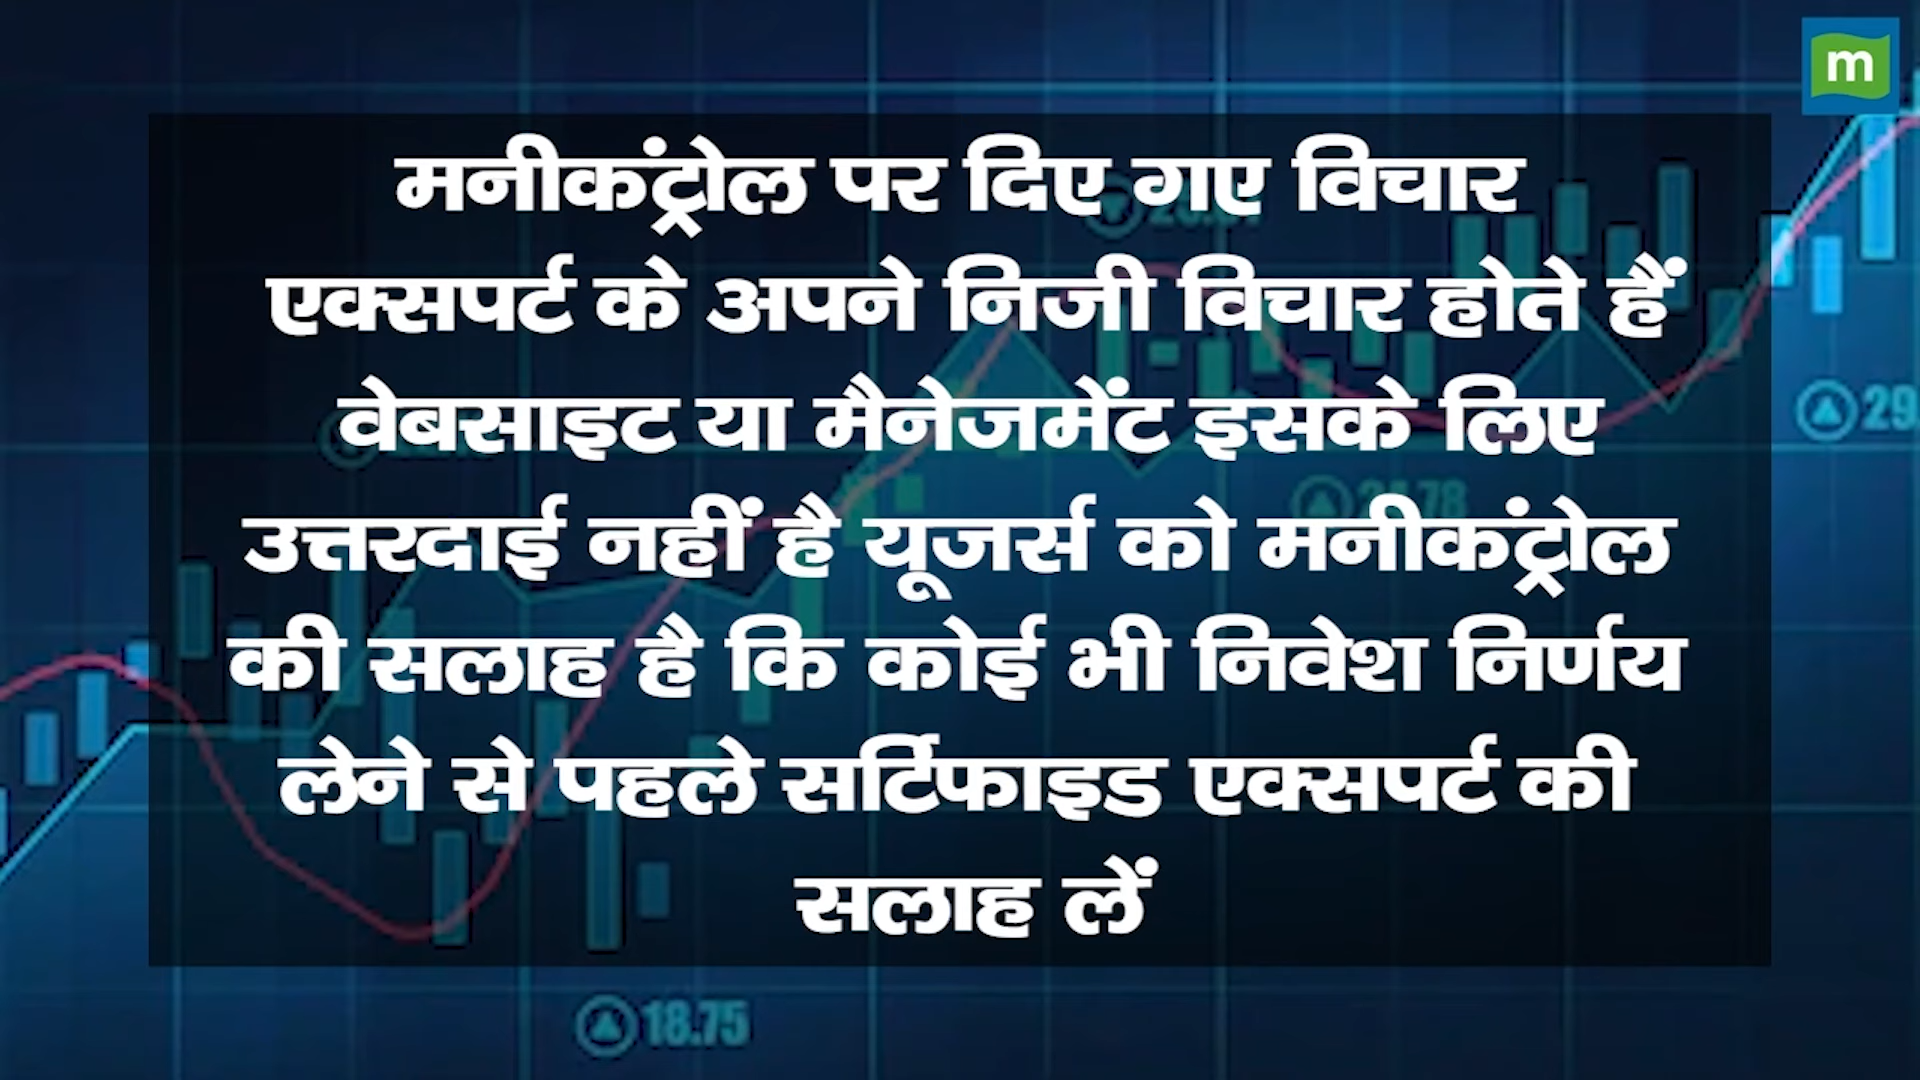 m
मनीकंट्रोल पर दिए गए विचार
एक्सपर्ट के अपने निजी विचार होते हैं
वेबसाइट या मैनेजमेंट इसके लिए
उत्तरदाई नहीं है यूजर्स को मनीकंट्रोल
की सलाह है कि कोई भी निवेश निर्णय
लेने से पहले सर्टिफाइड एक्सपर्ट की
सलाह लें
29
18.75